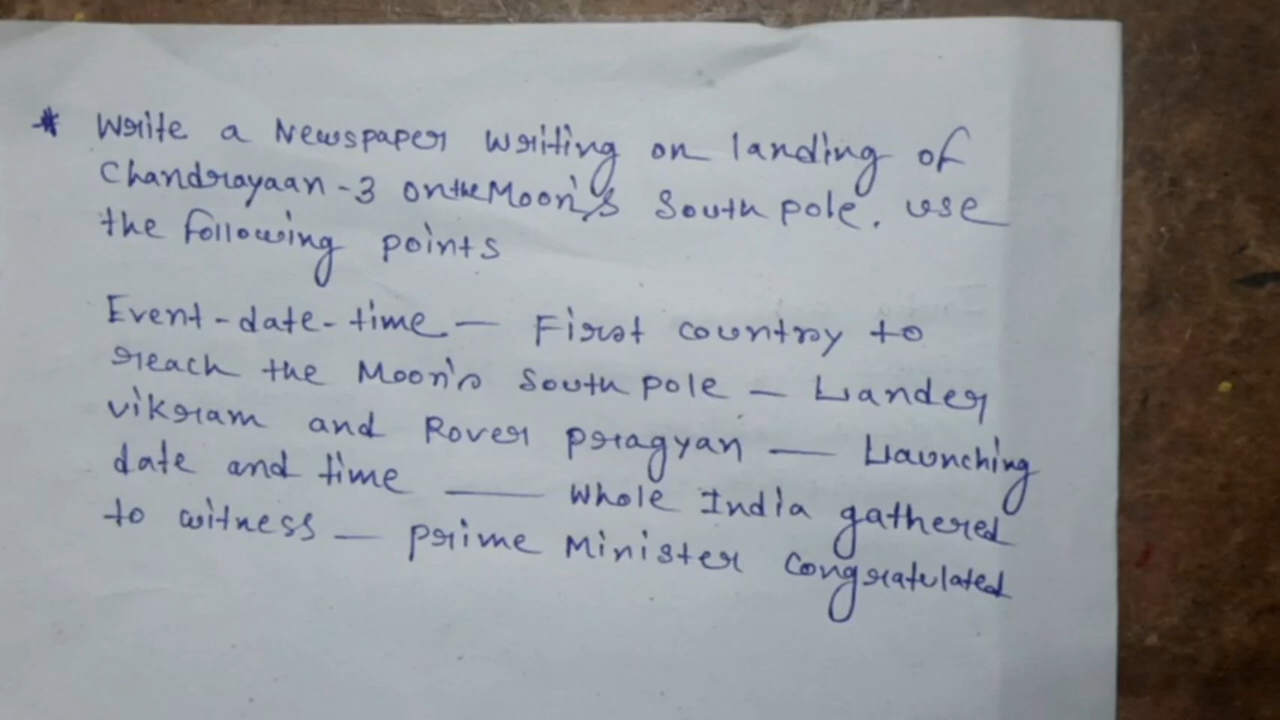 * Write a Newspaper writing on landing of
Chandrayaan-3 on the Moon's South pole. use
the following points
Event-date-time — First country to
reach the Moon's South pole — Lander
vikram and Rover pragyan — Launching
date and time — Whole India gathered
to witness — prime Minister congratulated